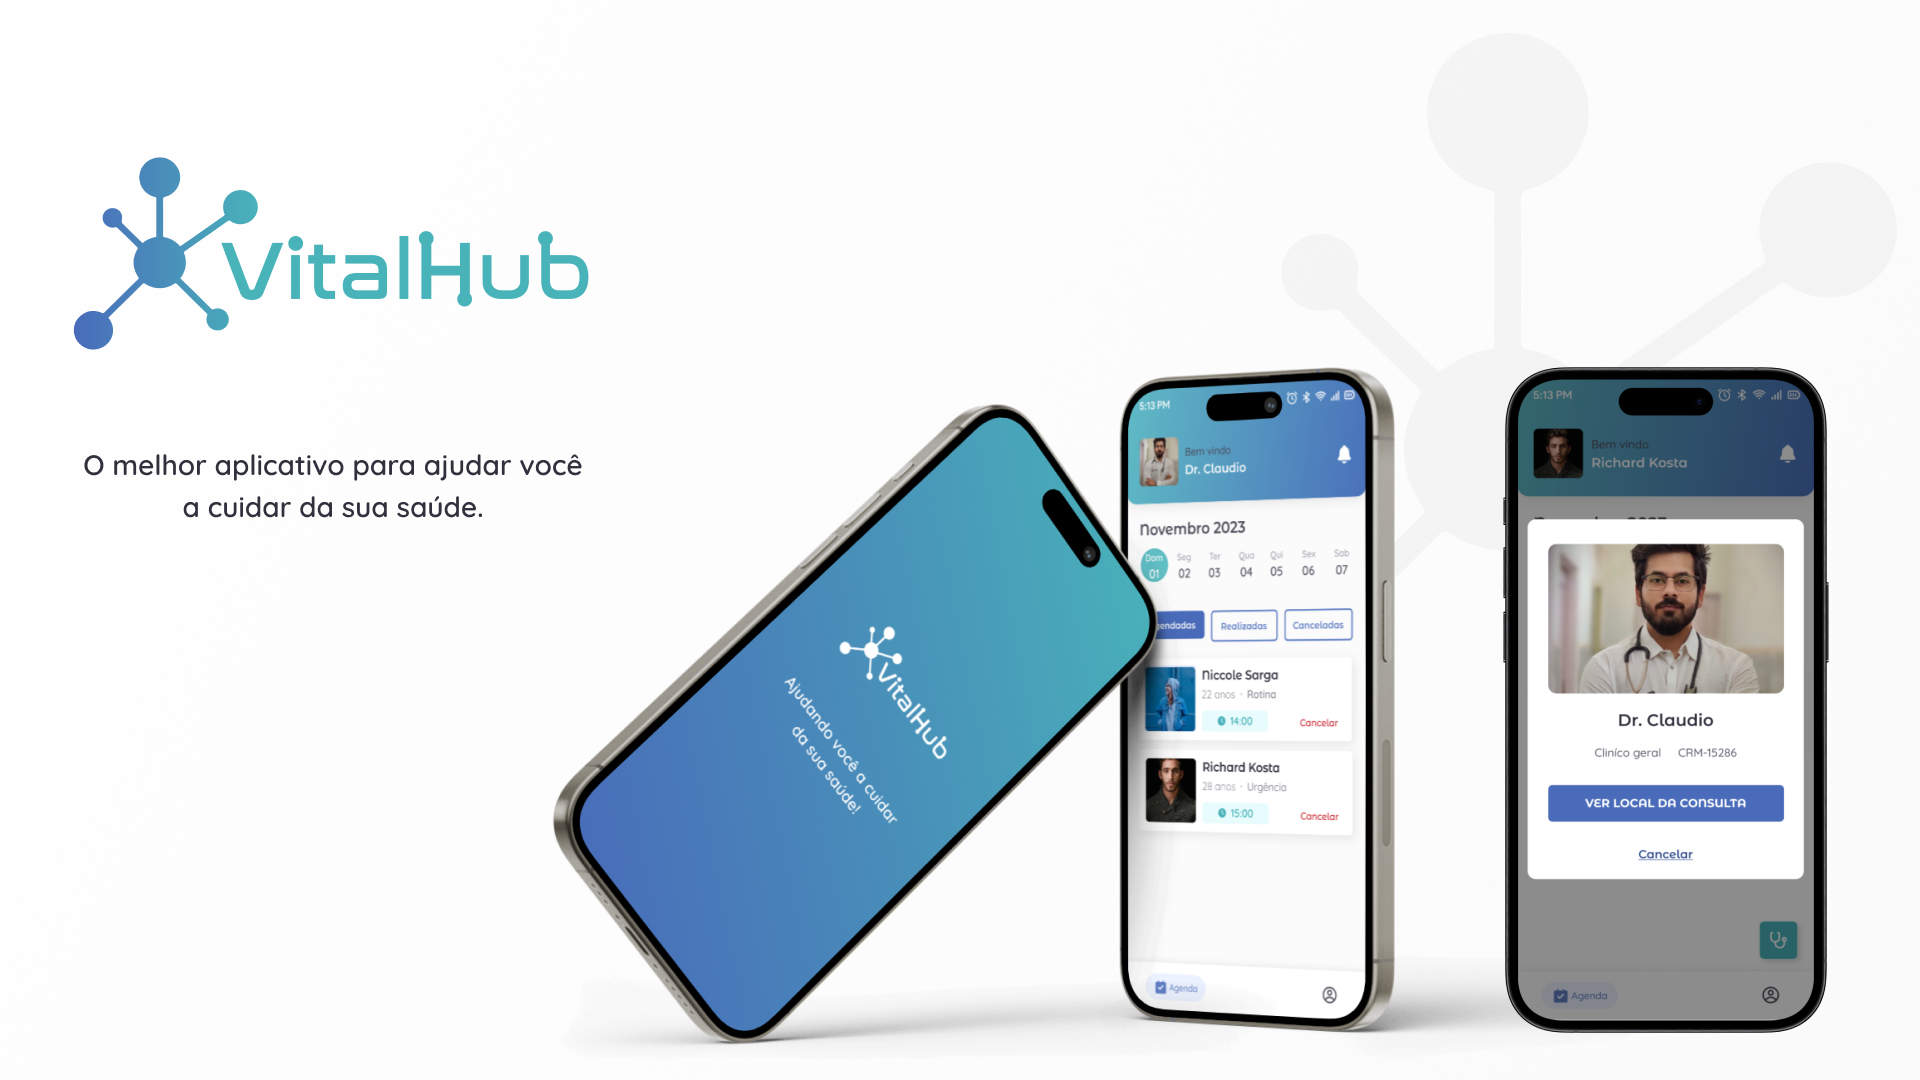 VitalHub
O melhor aplicativo para ajudar você
a cuidar da sua saúde.
VitalHub
Ajudando você a cuidar
da sua saúde!
5:13 PM
Bem vindo
Dr. Claudio
Novembro 2023
Dom Seg Ter Qua Qui Sex Sab
01 02 03 04 05 06 07
endadas Realizadas Canceladas
Niccole Sarga
22 anos · Rotina
14:00 Cancelar
Richard Kosta
28 anos · Urgência
15:00 Cancelar
Agenda
5:13 PM
Bem vindo
Richard Kosta
Dr. Claudio
Cliníco geral CRM-15286
VER LOCAL DA CONSULTA
Cancelar
Agenda